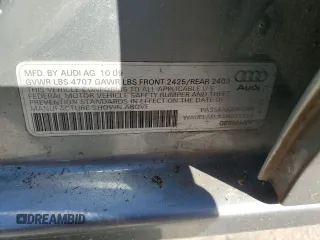 MFD. BY AUDI AG 10 09
GVWR LBS 4707 GAWR LBS FRONT 2425/REAR 2403
THIS VEHICLE CONFORMS TO ALL APPLICABLE U S
FEDERAL MOTOR VEHICLE SAFETY BUMPER AND THEFT
PREVENTION STANDARDS IN EFFECT ON THE DATE OF
MANUFACTURE SHOWN ABOVE
Audi
GERMANY
DREAMBID